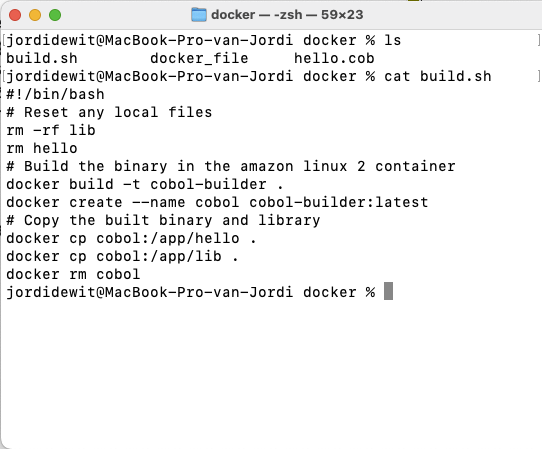 docker — -zsh — 59×23
[jordidewit@MacBook-Pro-van-Jordi docker % ls ]
build.sh docker_file hello.cob
[jordidewit@MacBook-Pro-van-Jordi docker % cat build.sh ]
#!/bin/bash
# Reset any local files
rm -rf lib
rm hello
# Build the binary in the amazon linux 2 container
docker build -t cobol-builder .
docker create --name cobol cobol-builder:latest
# Copy the built binary and library
docker cp cobol:/app/hello .
docker cp cobol:/app/lib .
docker rm cobol
jordidewit@MacBook-Pro-van-Jordi docker %